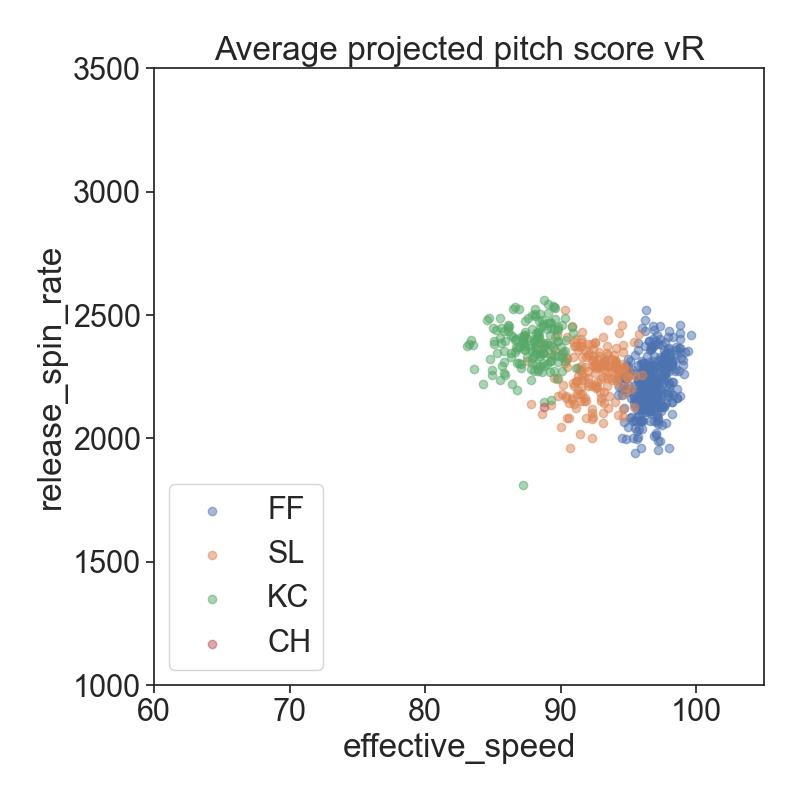 Average projected pitch score vR
release_spin_rate
3500
3000
2500
2000
1500
1000
FF
SL
KC
CH
60
70
80
90
100
effective_speed